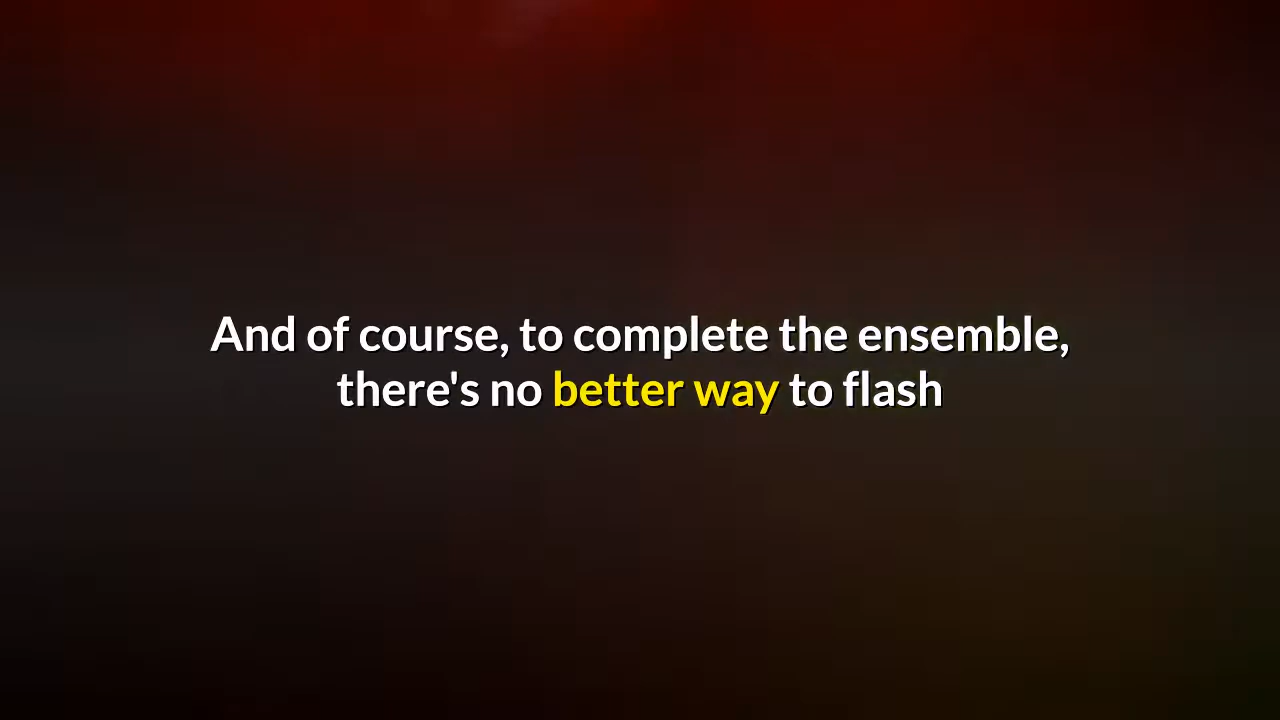 And of course, to complete the ensemble,
there's no better way to flash